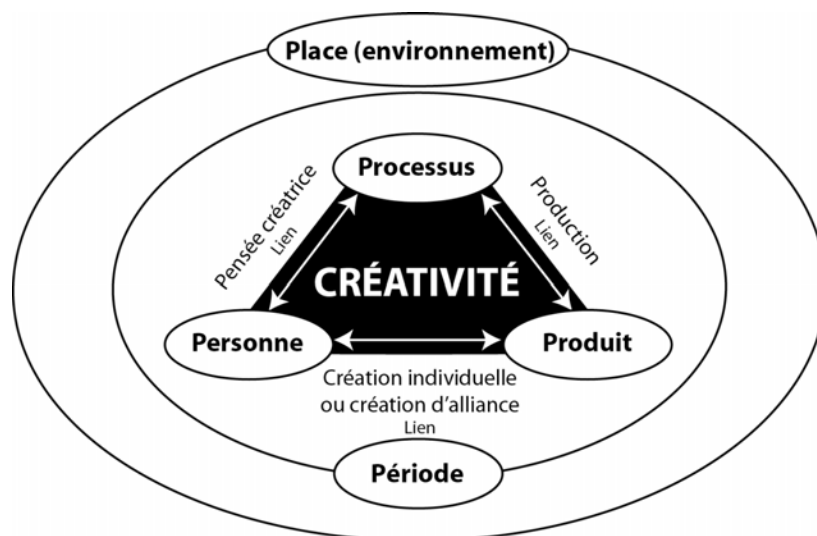 Place (environnement)
Processus
Pensée créatrice
Lien
Production
Lien
CRÉATIVITÉ
Personne
Produit
Création individuelle
ou création d'alliance
Lien
Période